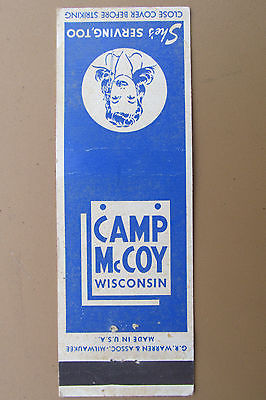 CLOSE COVER BEFORE STRIKING
She's SERVING, TOO
CAMP
McCOY
WISCONSIN
G.R. WARREN & ASSOC., MILWAUKEE
MADE IN U.S.A.